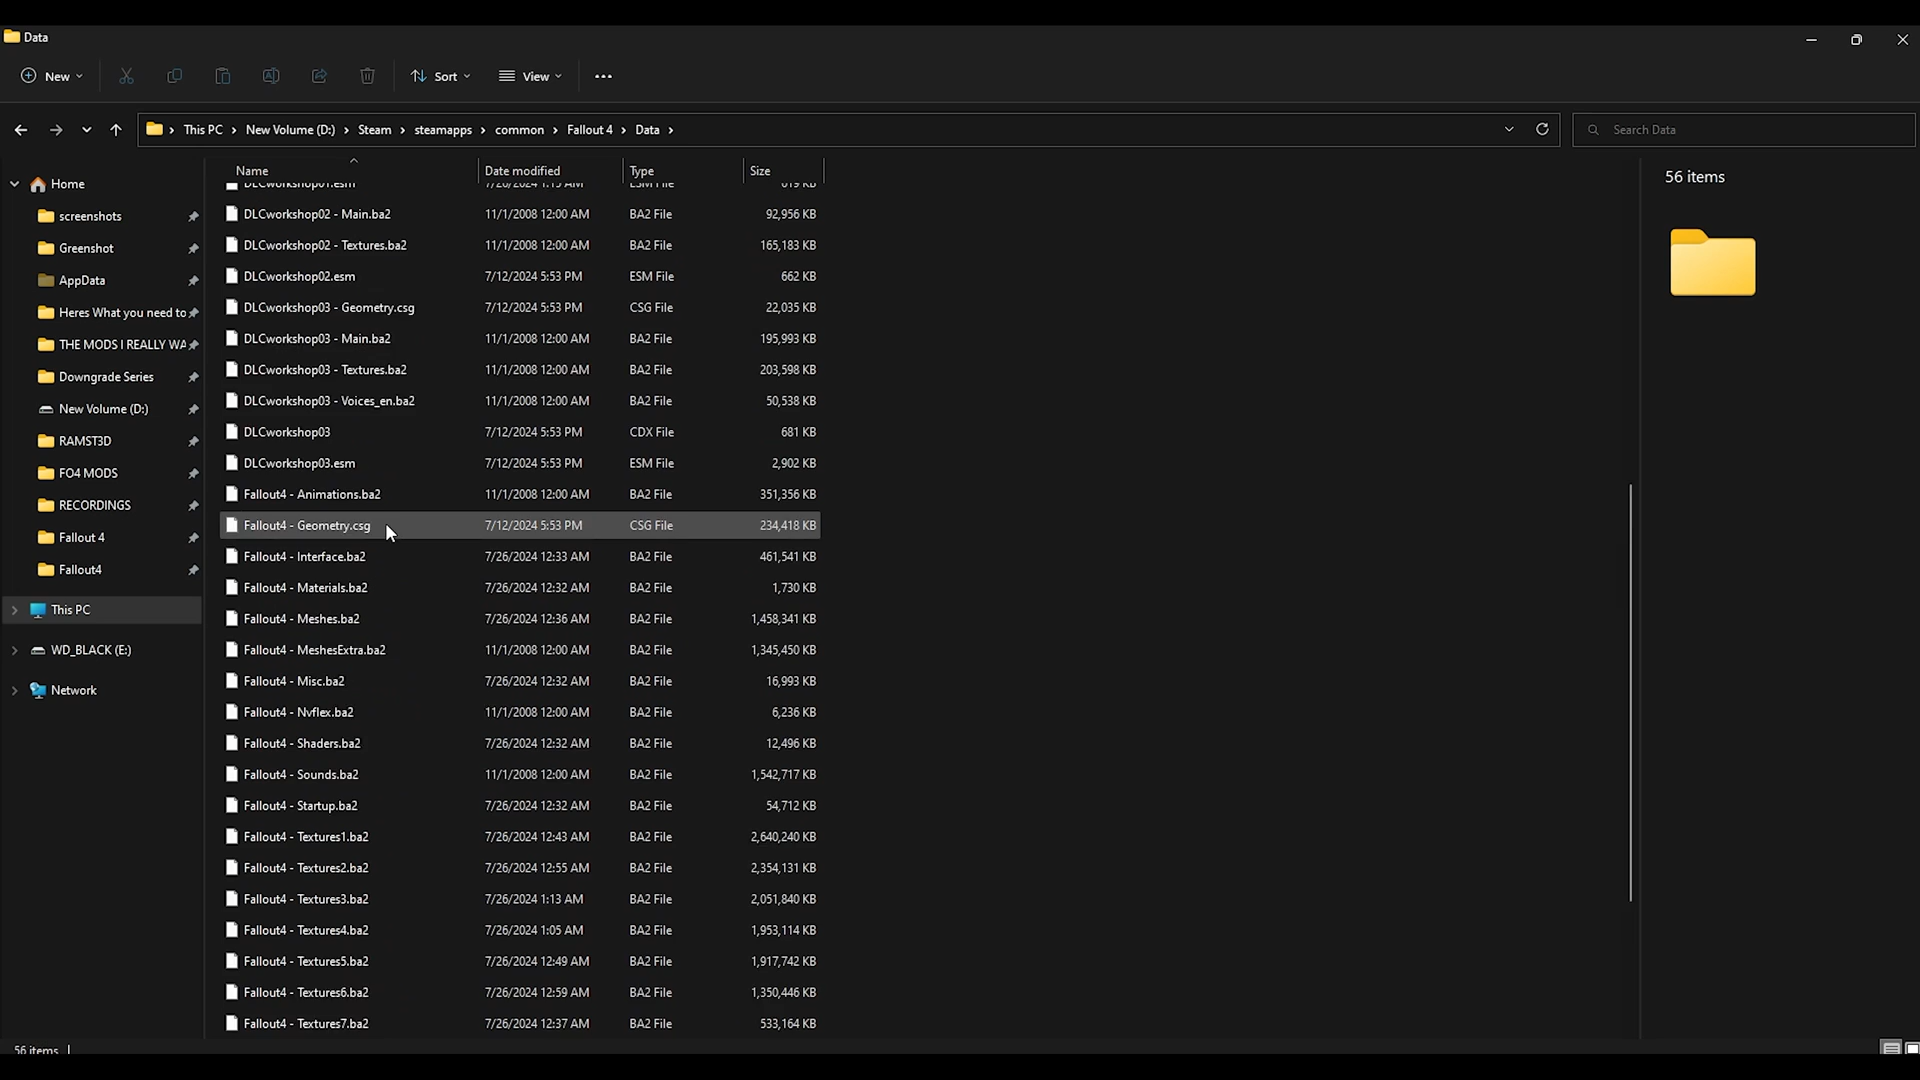 Data
New Sort View
This PC New Volume (D:) Steam steamapps common Fallout 4 Data Search Data
Name Date modified Type Size 56 items
Home
screenshots
Greenshot
AppData
Heres What you need to
THE MODS I REALLY WA
Downgrade Series
New Volume (D:)
RAMST3D
FO4 MODS
RECORDINGS
Fallout 4
Fallout4
This PC
WD_BLACK (E:)
Network
DLCworkshop01.esm 7/26/2024 1:15 AM ESM File 619 KB
DLCworkshop02 - Main.ba2 11/1/2008 12:00 AM BA2 File 92,956 KB
DLCworkshop02 - Textures.ba2 11/1/2008 12:00 AM BA2 File 165,183 KB
DLCworkshop02.esm 7/12/2024 5:53 PM ESM File 662 KB
DLCworkshop03 - Geometry.csg 7/12/2024 5:53 PM CSG File 22,035 KB
DLCworkshop03 - Main.ba2 11/1/2008 12:00 AM BA2 File 195,993 KB
DLCworkshop03 - Textures.ba2 11/1/2008 12:00 AM BA2 File 203,598 KB
DLCworkshop03 - Voices_en.ba2 11/1/2008 12:00 AM BA2 File 50,538 KB
DLCworkshop03 7/12/2024 5:53 PM CDX File 681 KB
DLCworkshop03.esm 7/12/2024 5:53 PM ESM File 2,902 KB
Fallout4 - Animations.ba2 11/1/2008 12:00 AM BA2 File 351,356 KB
Fallout4 - Geometry.csg 7/12/2024 5:53 PM CSG File 234,418 KB
Fallout4 - Interface.ba2 7/26/2024 12:33 AM BA2 File 461,541 KB
Fallout4 - Materials.ba2 7/26/2024 12:32 AM BA2 File 1,730 KB
Fallout4 - Meshes.ba2 7/26/2024 12:36 AM BA2 File 1,458,341 KB
Fallout4 - MeshesExtra.ba2 11/1/2008 12:00 AM BA2 File 1,345,450 KB
Fallout4 - Misc.ba2 7/26/2024 12:32 AM BA2 File 16,993 KB
Fallout4 - Nvflex.ba2 11/1/2008 12:00 AM BA2 File 6,236 KB
Fallout4 - Shaders.ba2 7/26/2024 12:32 AM BA2 File 12,496 KB
Fallout4 - Sounds.ba2 11/1/2008 12:00 AM BA2 File 1,542,717 KB
Fallout4 - Startup.ba2 7/26/2024 12:32 AM BA2 File 54,712 KB
Fallout4 - Textures1.ba2 7/26/2024 12:43 AM BA2 File 2,640,240 KB
Fallout4 - Textures2.ba2 7/26/2024 12:55 AM BA2 File 2,354,131 KB
Fallout4 - Textures3.ba2 7/26/2024 1:13 AM BA2 File 2,051,840 KB
Fallout4 - Textures4.ba2 7/26/2024 1:05 AM BA2 File 1,953,114 KB
Fallout4 - Textures5.ba2 7/26/2024 12:49 AM BA2 File 1,917,742 KB
Fallout4 - Textures6.ba2 7/26/2024 12:59 AM BA2 File 1,350,446 KB
Fallout4 - Textures7.ba2 7/26/2024 12:37 AM BA2 File 533,164 KB
56 items